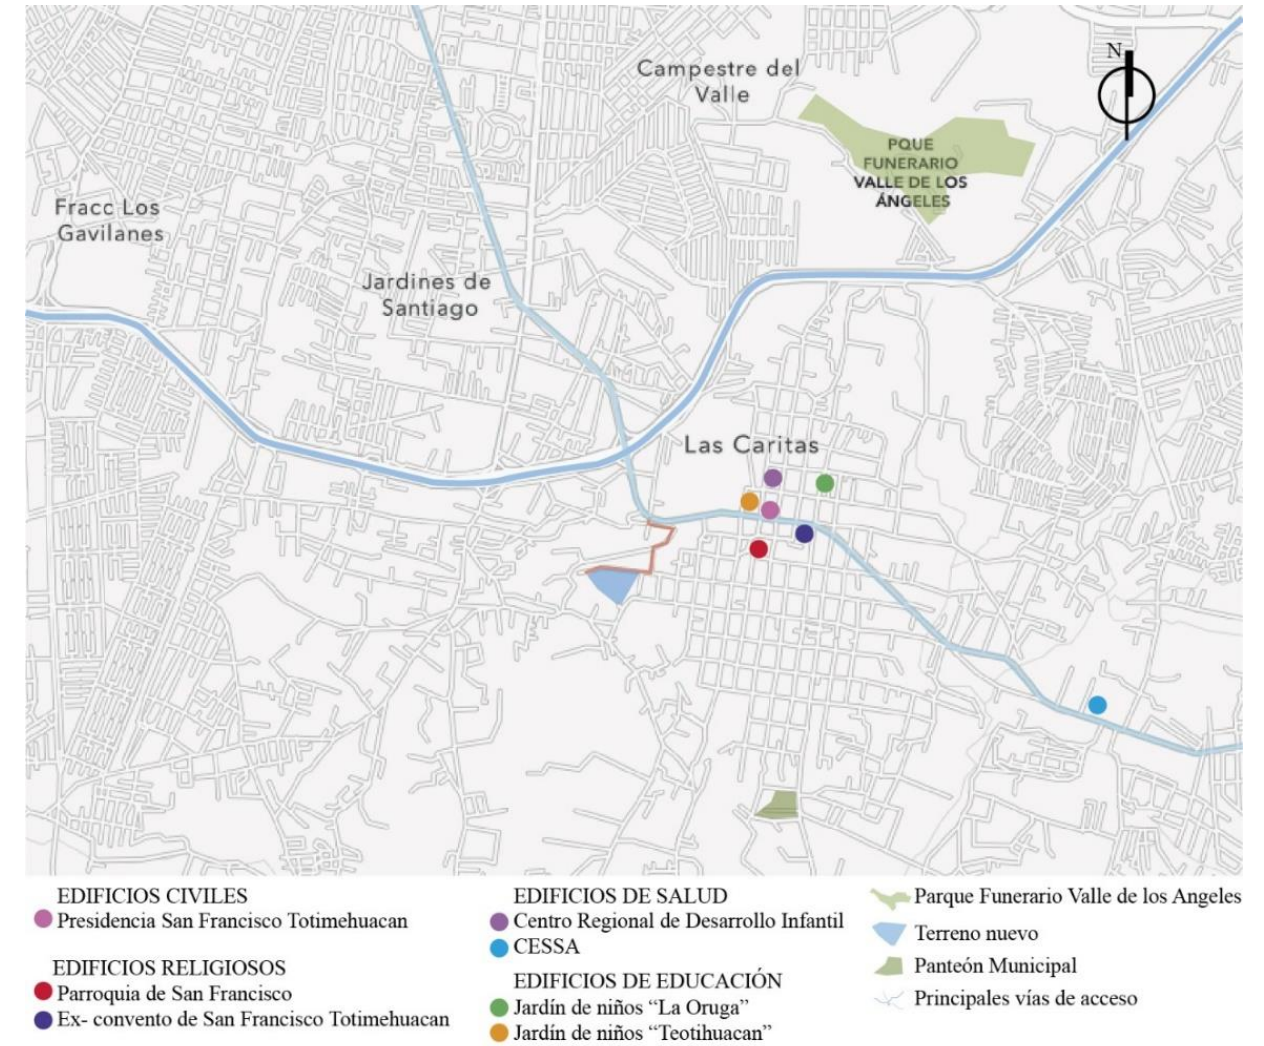 N
Campestre del
Valle
PQUE
FUNERARIO
VALLE DE LOS
ÁNGELES
Fracc Los
Gavilanes
Jardines de
Santiago
Las Caritas
EDIFICIOS CIVILES
Presidencia San Francisco Totimehuacan
EDIFICIOS RELIGIOSOS
Parroquia de San Francisco
Ex- convento de San Francisco Totimehuacan
EDIFICIOS DE SALUD
Centro Regional de Desarrollo Infantil
CESSA
EDIFICIOS DE EDUCACIÓN
Jardín de niños “La Oruga”
Jardín de niños “Teotihuacan”
Parque Funerario Valle de los Angeles
Terreno nuevo
Panteón Municipal
Principales vías de acceso